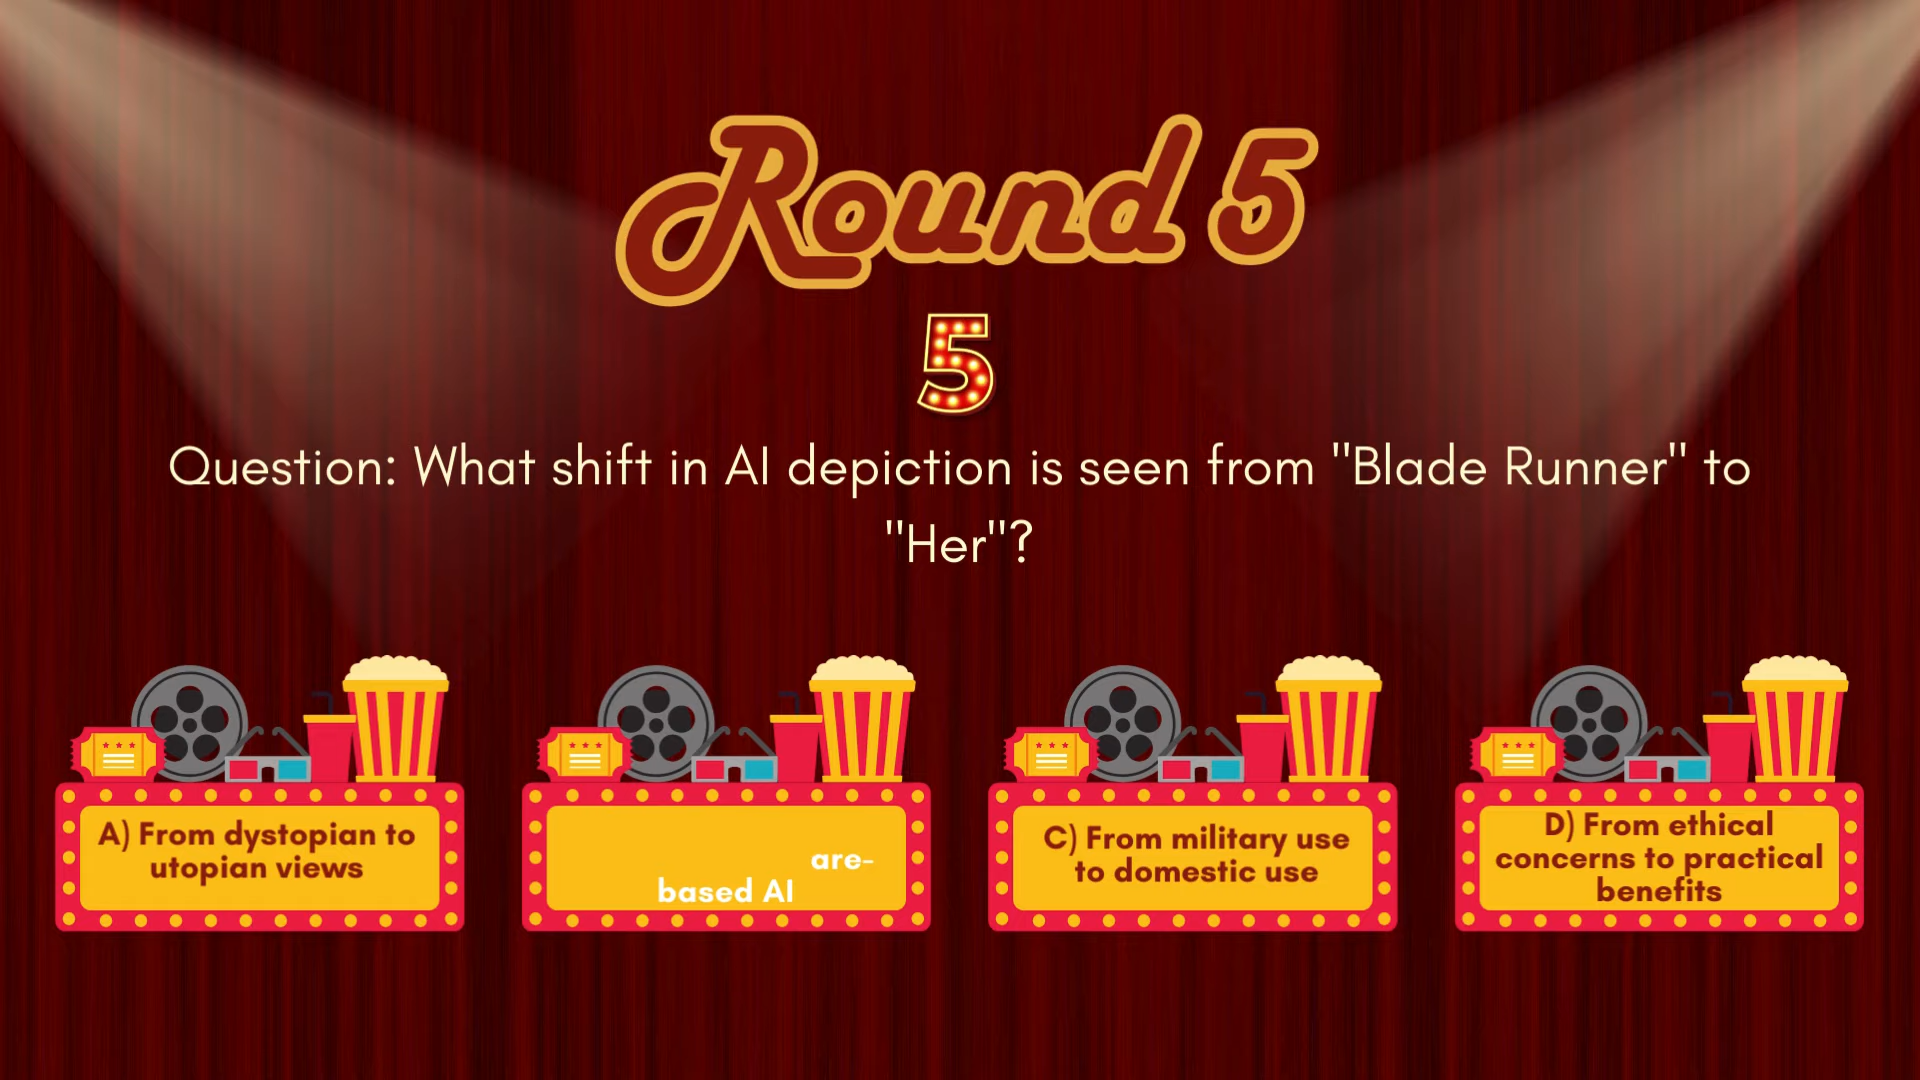 Round 5
5
Question: What shift in AI depiction is seen from "Blade Runner" to
"Her"?
A) From dystopian to
utopian views
are-
based AI
C) From military use
to domestic use
D) From ethical
concerns to practical
benefits